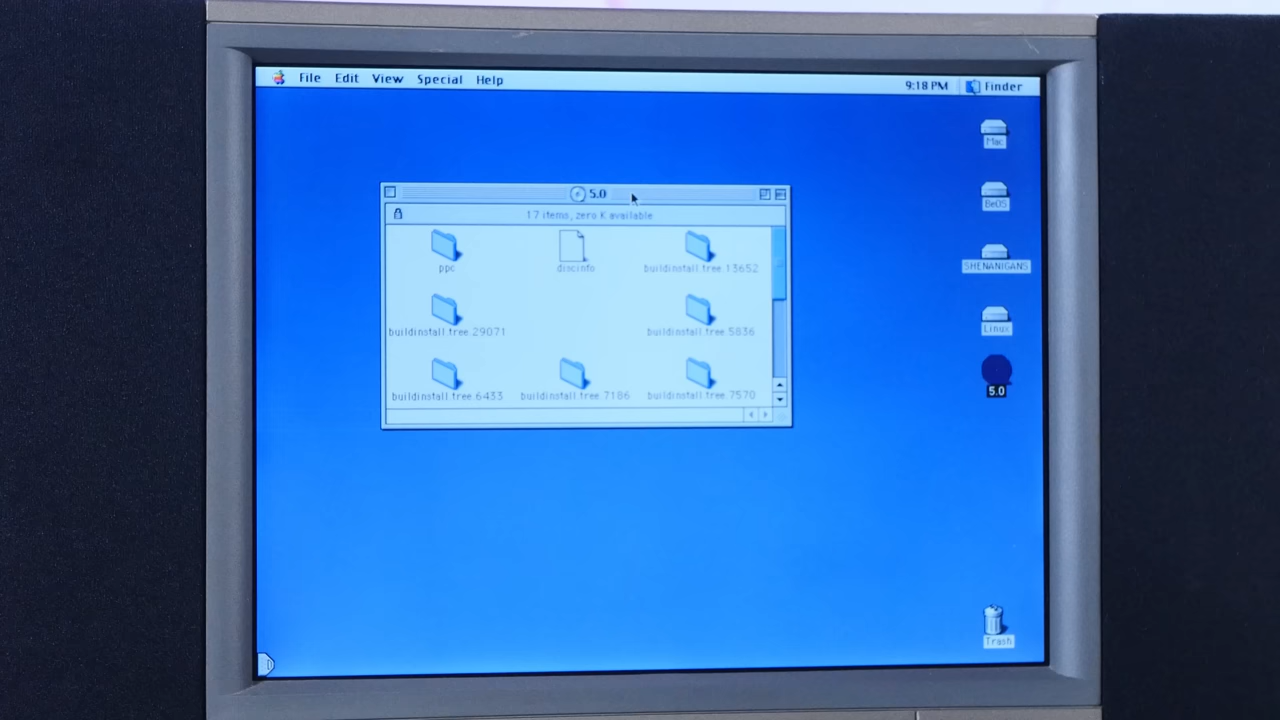 File Edit View Special Help 9:18 PM Finder
Mac
5.0
BeOS
17 items, zero K available
ppc discinfo buildinstall.tree.13652
SHENANIGANS
buildinstall.tree.29071 buildinstall.tree.5836
Linux
buildinstall.tree.6433 buildinstall.tree.7186 buildinstall.tree.7570
5.0
Trash